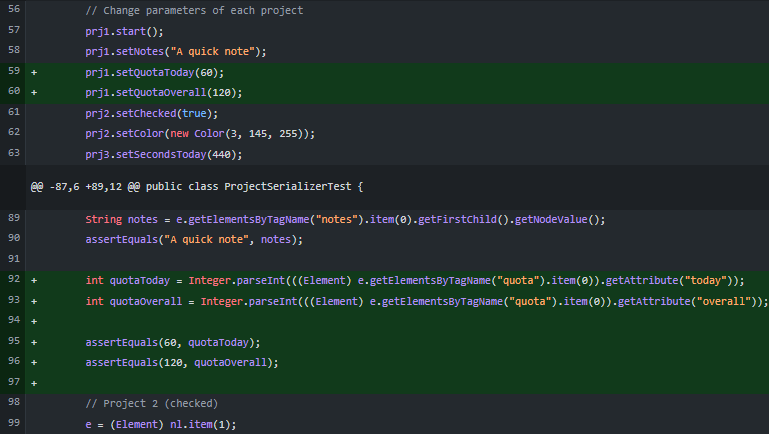 56 // Change parameters of each project
57 prj1.start();
58 prj1.setNotes("A quick note");
59 + prj1.setQuotaToday(60);
60 + prj1.setQuotaOverall(120);
61 prj2.setChecked(true);
62 prj2.setColor(new Color(3, 145, 255));
63 prj3.setSecondsToday(440);
@@ -87,6 +89,12 @@ public class ProjectSerializerTest {
89 String notes = e.getElementsByTagName("notes").item(0).getFirstChild().getNodeValue();
90 assertEquals("A quick note", notes);
91
92 + int quotaToday = Integer.parseInt(((Element) e.getElementsByTagName("quota").item(0)).getAttribute("today"));
93 + int quotaOverall = Integer.parseInt(((Element) e.getElementsByTagName("quota").item(0)).getAttribute("overall"));
94 +
95 + assertEquals(60, quotaToday);
96 + assertEquals(120, quotaOverall);
97 +
98 // Project 2 (checked)
99 e = (Element) nl.item(1);